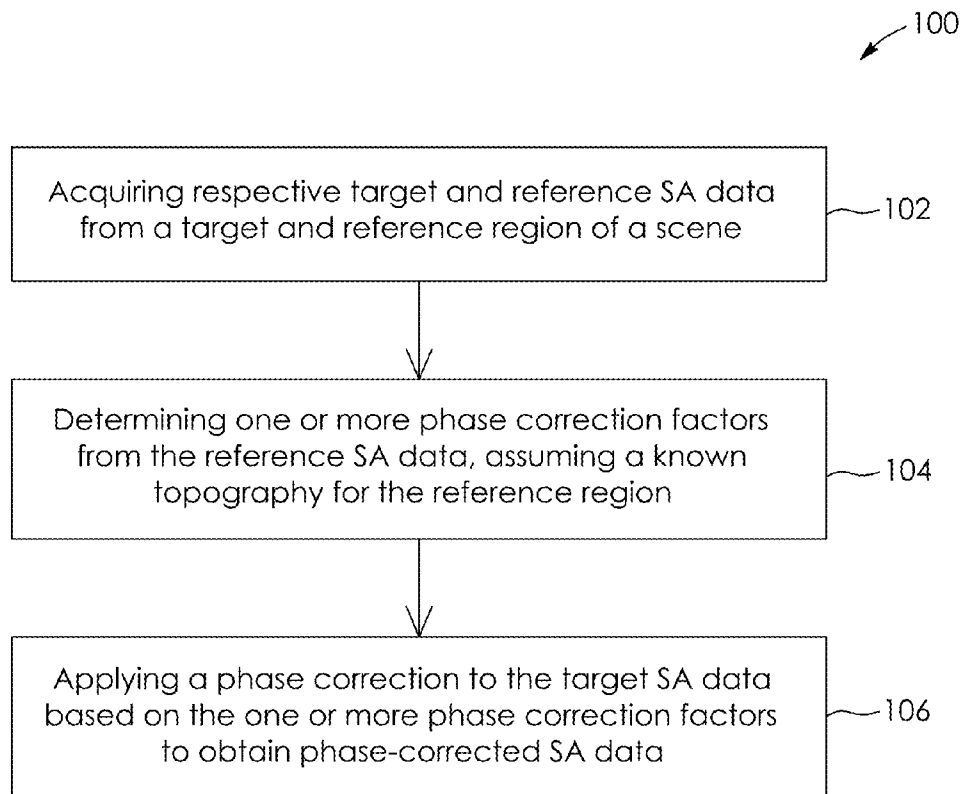 100
Acquiring respective target and reference SA data
from a target and reference region of a scene
102
Determining one or more phase correction factors
from the reference SA data, assuming a known
topography for the reference region
104
Applying a phase correction to the target SA data
based on the one or more phase correction factors
to obtain phase-corrected SA data
106